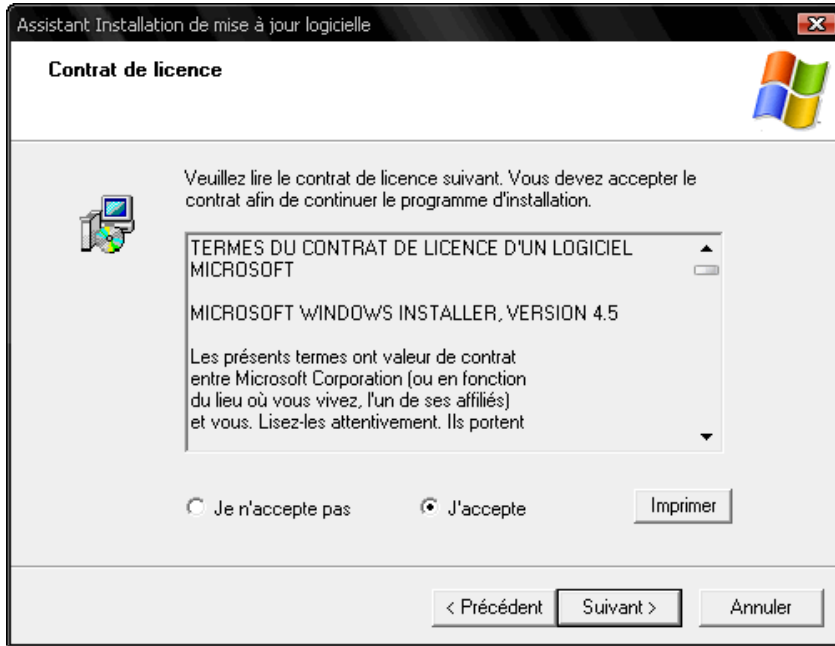 Assistant Installation de mise à jour logicielle
Contrat de licence
Veuillez lire le contrat de licence suivant. Vous devez accepter le
contrat afin de continuer le programme d'installation.
TERMES DU CONTRAT DE LICENCE D'UN LOGICIEL
MICROSOFT
MICROSOFT WINDOWS INSTALLER, VERSION 4.5
Les présents termes ont valeur de contrat
entre Microsoft Corporation (ou en fonction
du lieu où vous vivez, l'un de ses affiliés)
et vous. Lisez-les attentivement. Ils portent
Je n'accepte pas J'accepte Imprimer
< Précédent Suivant > Annuler